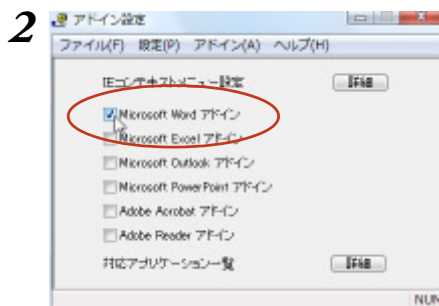 2
アドイン設定
ファイル(F) 設定(P) アドイン(A) ヘルプ(H)
IEコンテキストメニュー設定 詳細
Microsoft Word アドイン
Microsoft Excel アドイン
Microsoft Outlook アドイン
Microsoft PowerPoint アドイン
Adobe Acrobat アドイン
Adobe Reader アドイン
対応アプリケーション一覧 詳細
NUM